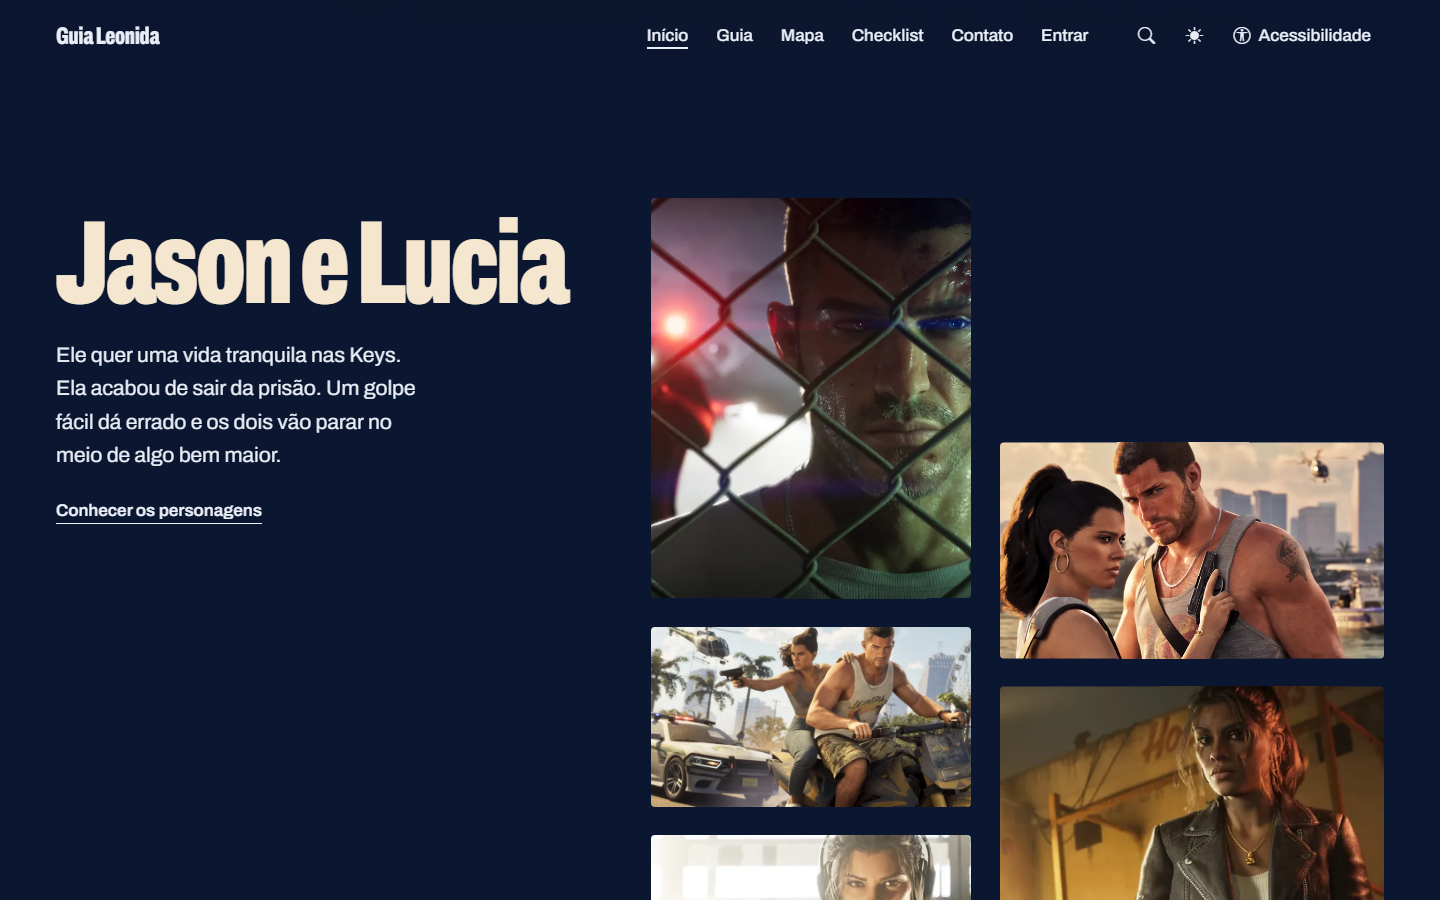 Guia Leonida
Início Guia Mapa Checklist Contato Entrar Acessibilidade
Jason e Lucia
Ele quer uma vida tranquila nas Keys.
Ela acabou de sair da prisão. Um golpe
fácil dá errado e os dois vão parar no
meio de algo bem maior.
Conhecer os personagens